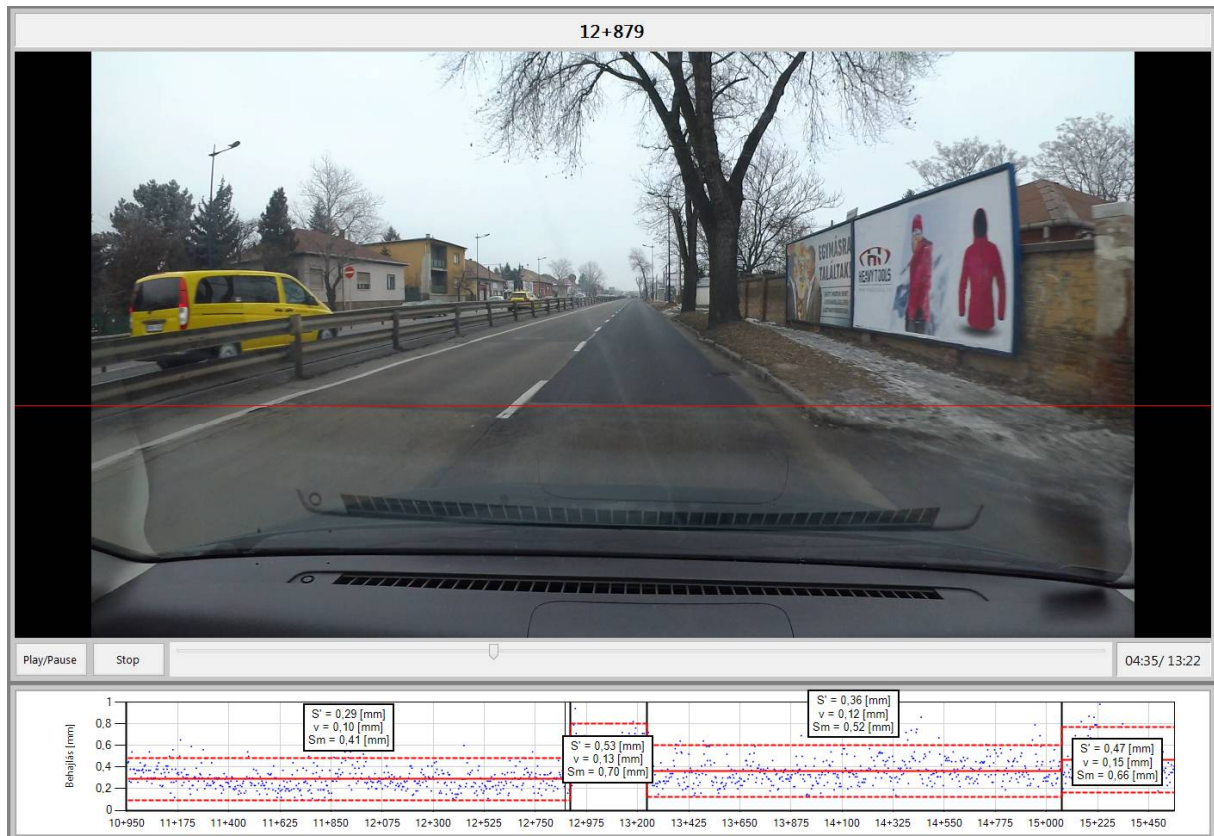 12+879
EGYMÁSRA
TALÁLTAK!
HEAVYTOOLS
Play/Pause
Stop
04:35/ 13:22
Behajlás [mm]
1
0,8
0,6
0,4
0,2
0
S' = 0,29 [mm]
v = 0,10 [mm]
Sm = 0,41 [mm]
S' = 0,53 [mm]
v = 0,13 [mm]
Sm = 0,70 [mm]
S' = 0,36 [mm]
v = 0,12 [mm]
Sm = 0,52 [mm]
S' = 0,47 [mm]
v = 0,15 [mm]
Sm = 0,66 [mm]
10+950 11+175 11+400 11+625 11+850 12+075 12+300 12+525 12+750 12+975 13+200 13+425 13+650 13+875 14+100 14+325 14+550 14+775 15+000 15+225 15+450